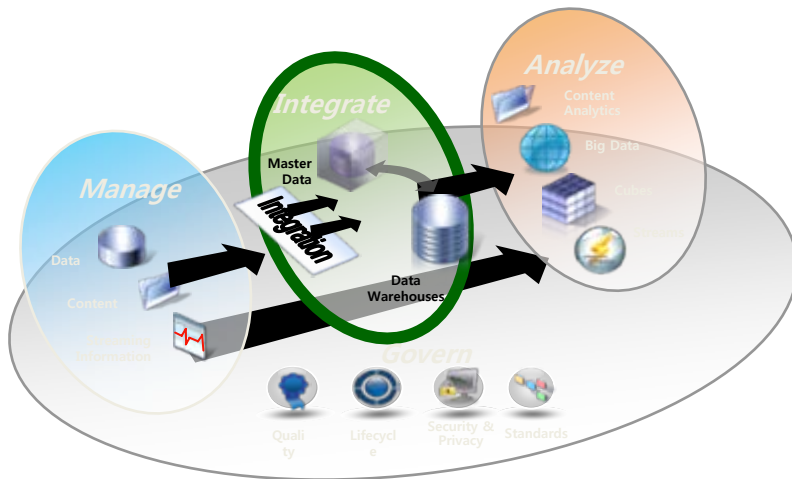 Analyze
Content
Analytics
Big Data
Cubes
Integrate
Master
Data
Integration
Data
Warehouses
Manage
Data
Content
Information
Govern
Quali
ty
Lifecycl
e
Security &
Privacy
Standards